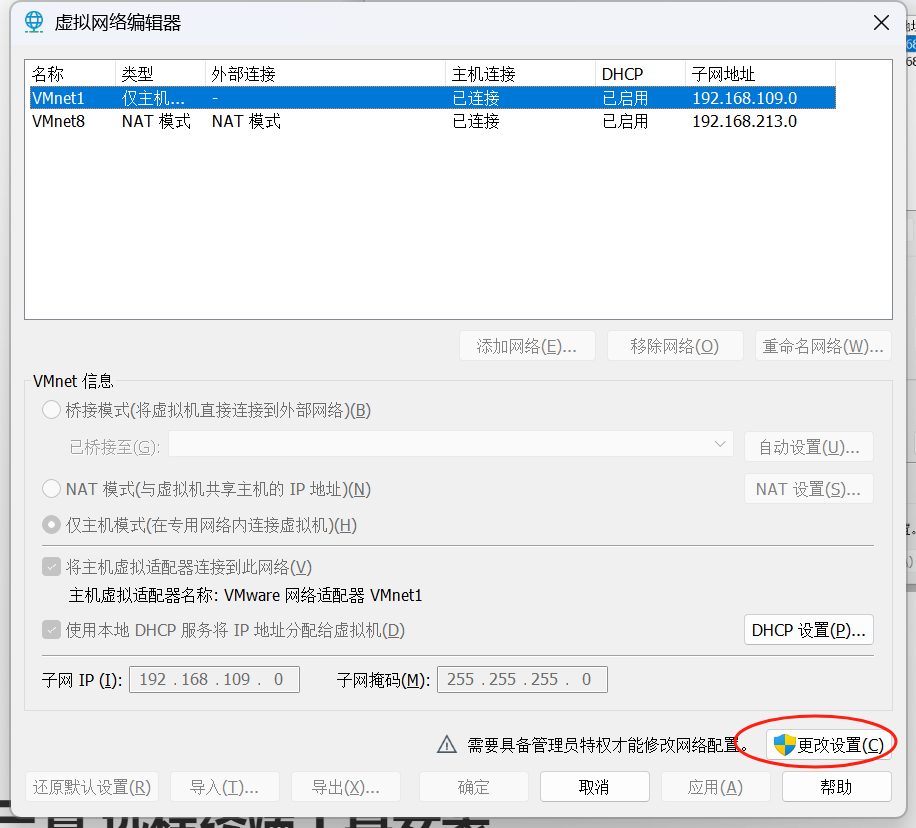 虚拟网络编辑器
名称 类型 外部连接 主机连接 DHCP 子网地址
VMnet1 仅主机... - 已连接 已启用 192.168.109.0
VMnet8 NAT 模式 NAT 模式 已连接 已启用 192.168.213.0
添加网络(E)... 移除网络(O) 重命名网络(W)...
VMnet 信息
桥接模式(将虚拟机直接连接到外部网络)(B)
已桥接至(G): 自动设置(U)...
NAT 模式(与虚拟机共享主机的 IP 地址)(N) NAT 设置(S)...
仅主机模式(在专用网络内连接虚拟机)(H)
将主机虚拟适配器连接到此网络(V)
主机虚拟适配器名称: VMware 网络适配器 VMnet1
使用本地 DHCP 服务将 IP 地址分配给虚拟机(D) DHCP 设置(P)...
子网 IP (I): 192 . 168 . 109 . 0 子网掩码(M): 255 . 255 . 255 . 0
需要具备管理员特权才能修改网络配置。 更改设置(C)
还原默认设置(R) 导入(T)... 导出(X)... 确定 取消 应用(A) 帮助